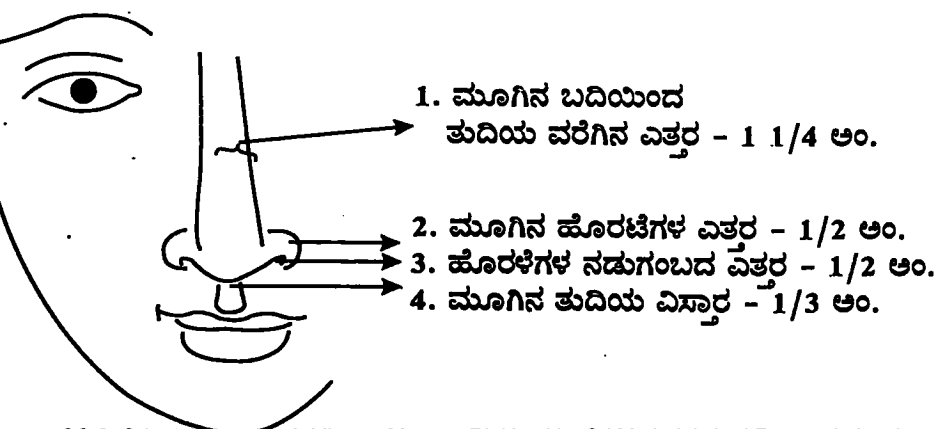 1. ಮೂಗಿನ ಬದಿಯಿಂದ
ತುದಿಯ ವರೆಗಿನ ಎತ್ತರ - 1 1/4 ಅಂ.
2. ಮೂಗಿನ ಹೊರಟೆಗಳ ಎತ್ತರ - 1/2 ಅಂ.
3. ಹೊರಳೆಗಳ ನಡುಗಂಬದ ಎತ್ತರ - 1/2 ಅಂ.
4. ಮೂಗಿನ ತುದಿಯ ವಿಸ್ತಾರ - 1/3 ಅಂ.